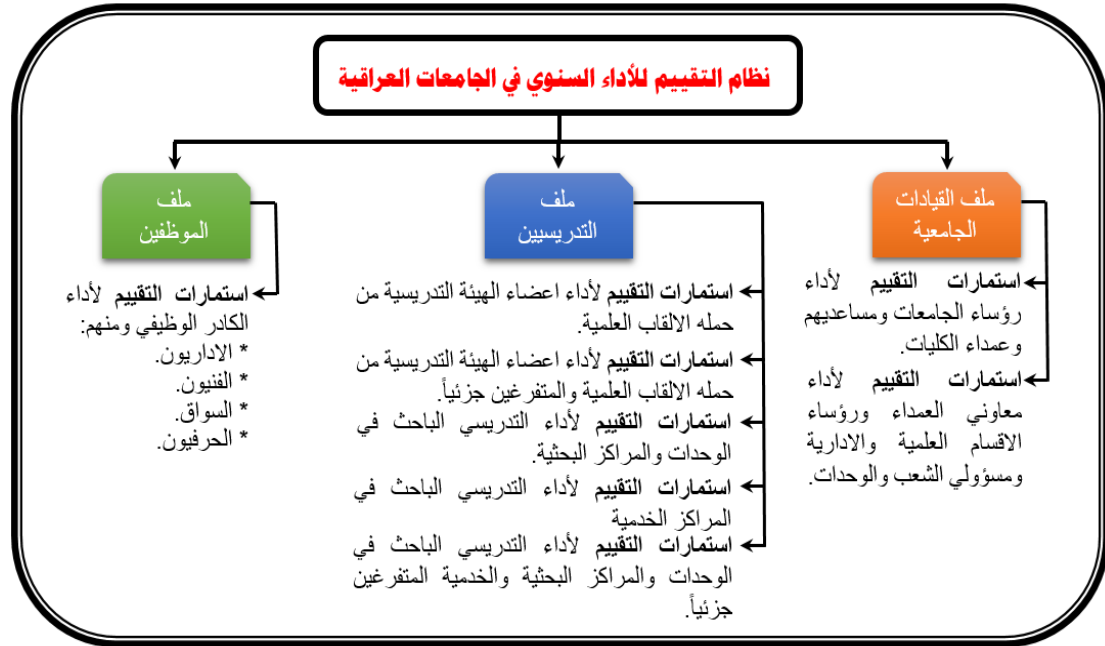 نظام التقييم للأداء السنوي في الجامعات العراقية
ملف القيادات
الجامعية
استمارات التقييم لأداء
رؤساء الجامعات ومساعديهم
وعمداء الكليات.
استمارات التقييم لأداء
معاوني العمداء ورؤساء
الاقسام العلمية والادارية
ومسؤولي الشعب والوحدات.
ملف
التدريسيين
استمارات التقييم لأداء اعضاء الهيئة التدريسية من
حمله الالقاب العلمية.
استمارات التقييم لأداء اعضاء الهيئة التدريسية من
حمله الالقاب العلمية والمتفرغين جزئياً.
استمارات التقييم لأداء التدريسي الباحث في
الوحدات والمراكز البحثية.
استمارات التقييم لأداء التدريسي الباحث في
المراكز الخدمية
استمارات التقييم لأداء التدريسي الباحث في
الوحدات والمراكز البحثية والخدمية المتفرغين
جزئياً.
ملف
الموظفين
استمارات التقييم لأداء
الكادر الوظيفي ومنهم:
* الاداريون.
* الفنيون.
* السواق.
* الحرفيون.